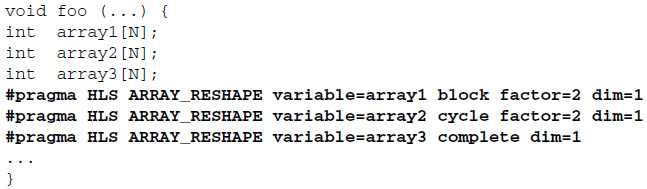 void foo (...) {
int  array1[N];
int  array2[N];
int  array3[N];
#pragma HLS ARRAY_RESHAPE variable=array1 block factor=2 dim=1
#pragma HLS ARRAY_RESHAPE variable=array2 cycle factor=2 dim=1
#pragma HLS ARRAY_RESHAPE variable=array3 complete dim=1
...
}